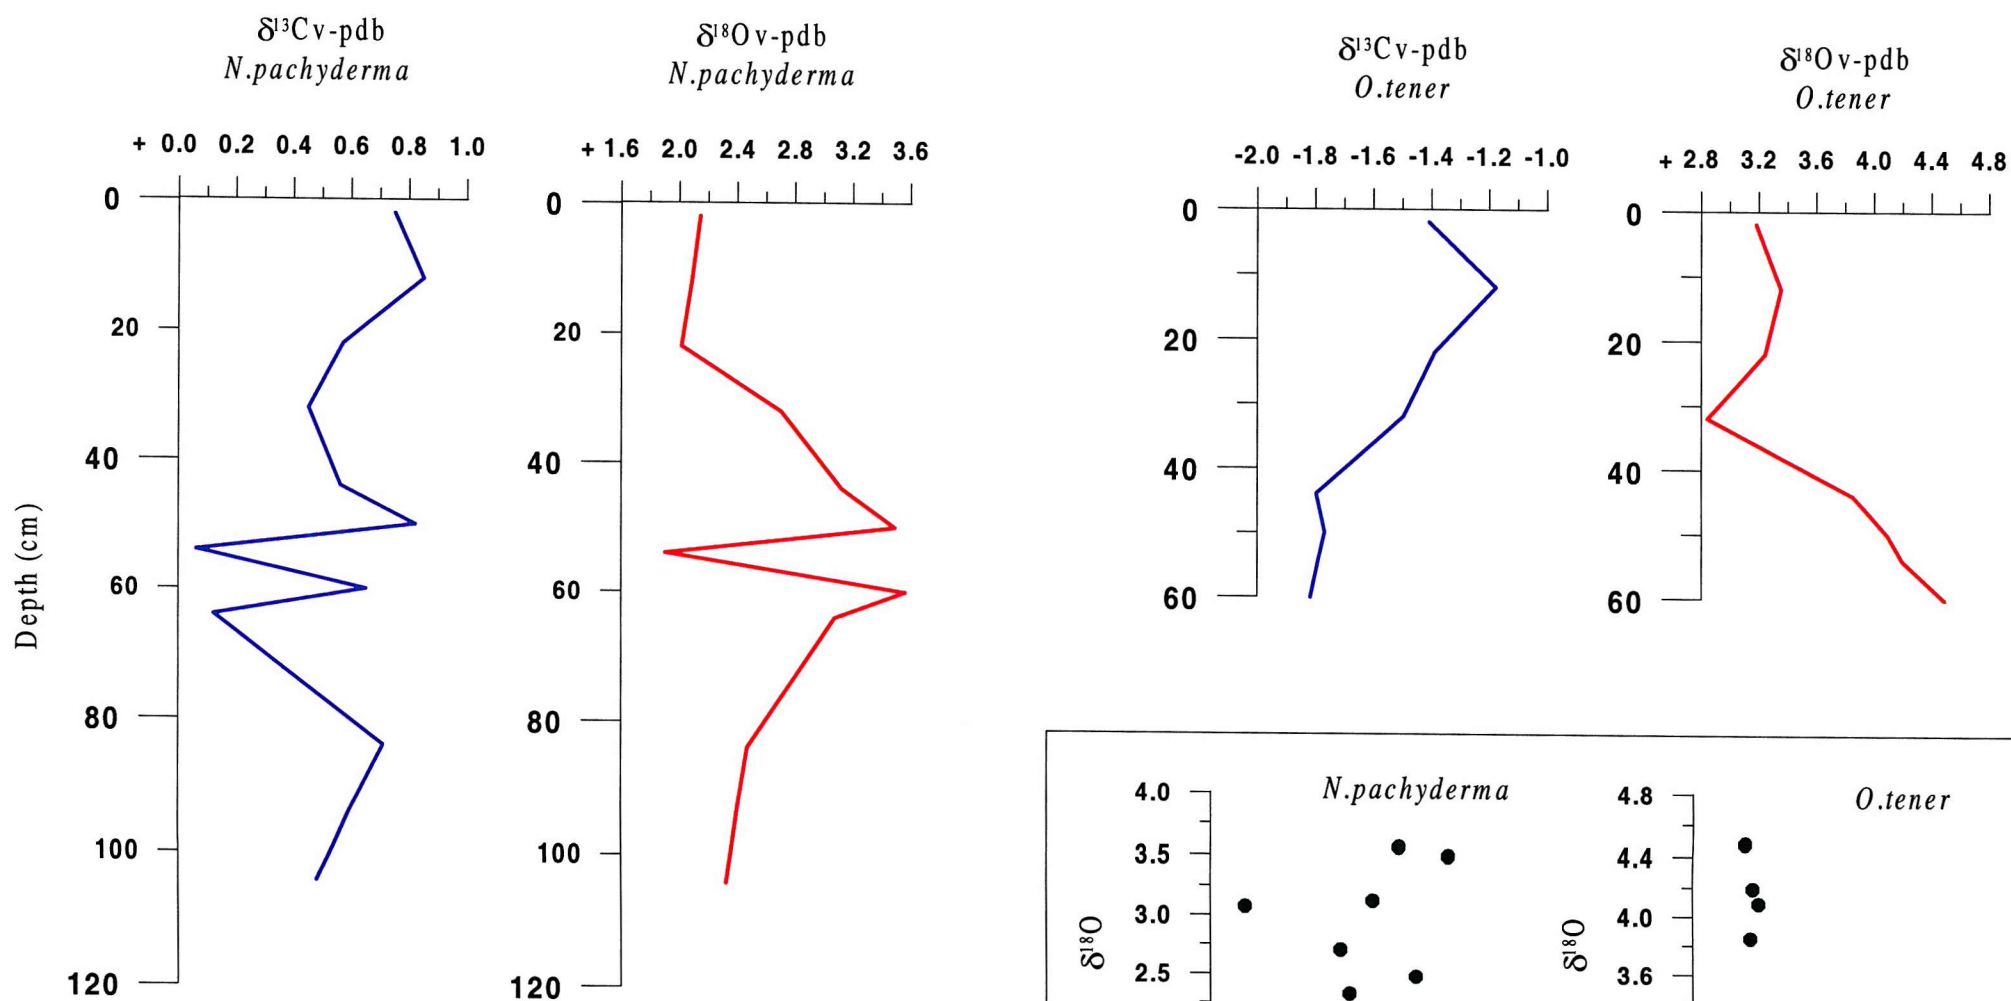 δ¹³Cv-pdb
N.pachyderma
+ 0.0 0.2 0.4 0.6 0.8 1.0
0
20
40
60
80
100
120
Depth (cm)
δ¹⁸Ov-pdb
N.pachyderma
+ 1.6 2.0 2.4 2.8 3.2 3.6
0
20
40
60
80
100
120
δ¹³Cv-pdb
O.tener
-2.0 -1.8 -1.6 -1.4 -1.2 -1.0
0
20
40
60
δ¹⁸Ov-pdb
O.tener
+ 2.8 3.2 3.6 4.0 4.4 4.8
0
20
40
60
N.pachyderma
4.0
3.5
3.0
2.5
δ¹⁸O
O.tener
4.8
4.4
4.0
3.6
δ¹⁸O